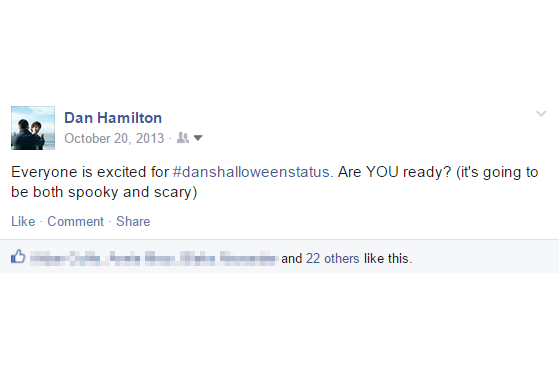 Dan Hamilton
October 20, 2013 ·
Everyone is excited for #danshalloweenstatus. Are YOU ready? (it's going to
be both spooky and scary)
Like · Comment · Share
and 22 others like this.